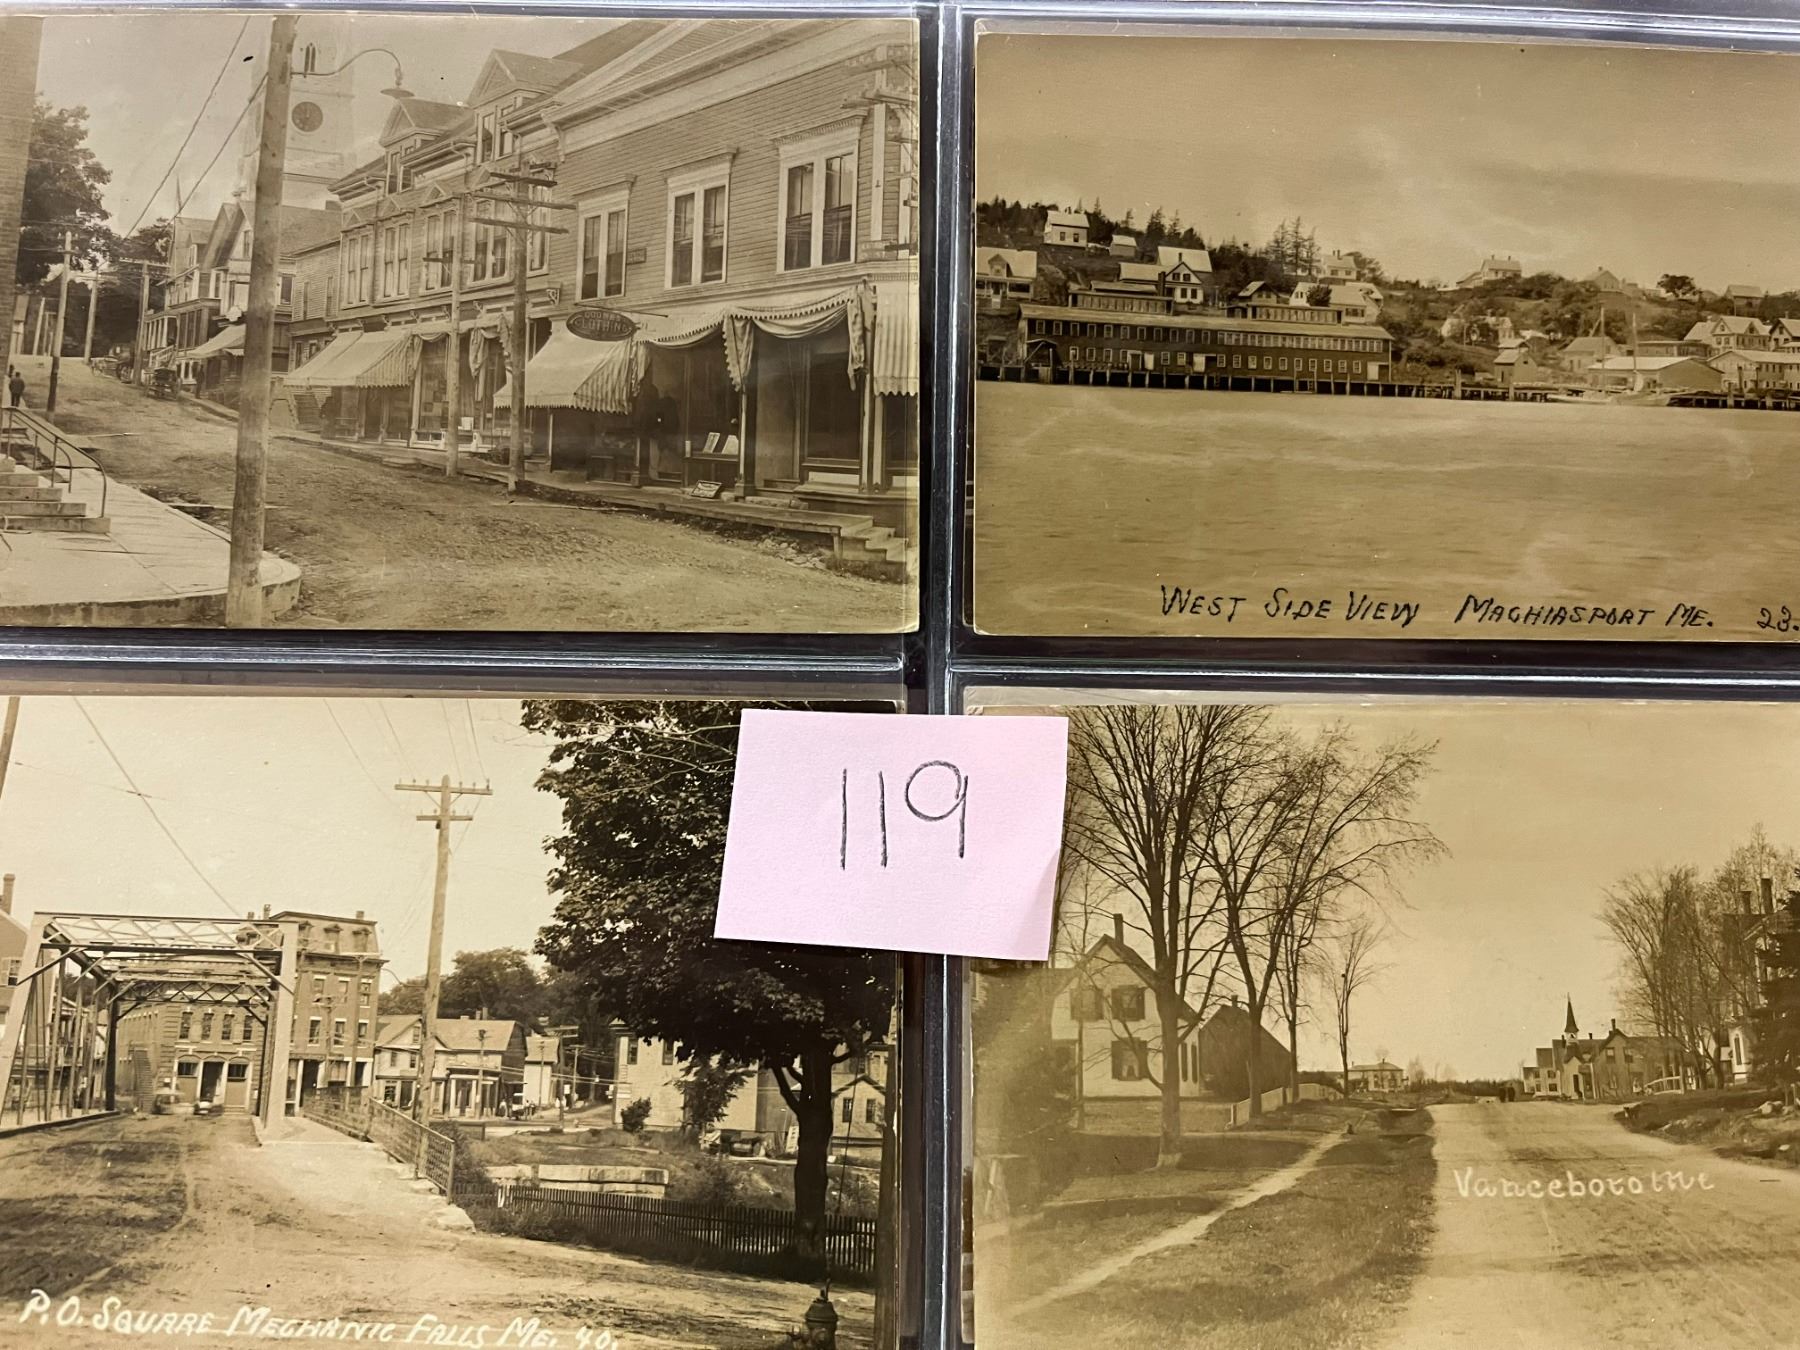 CLOTHING
WEST SIDE VIEW MACHIASPORT ME. 23.
119
Vanceboro Me
P.O. SQUARE MECHANIC FALLS ME. 40.